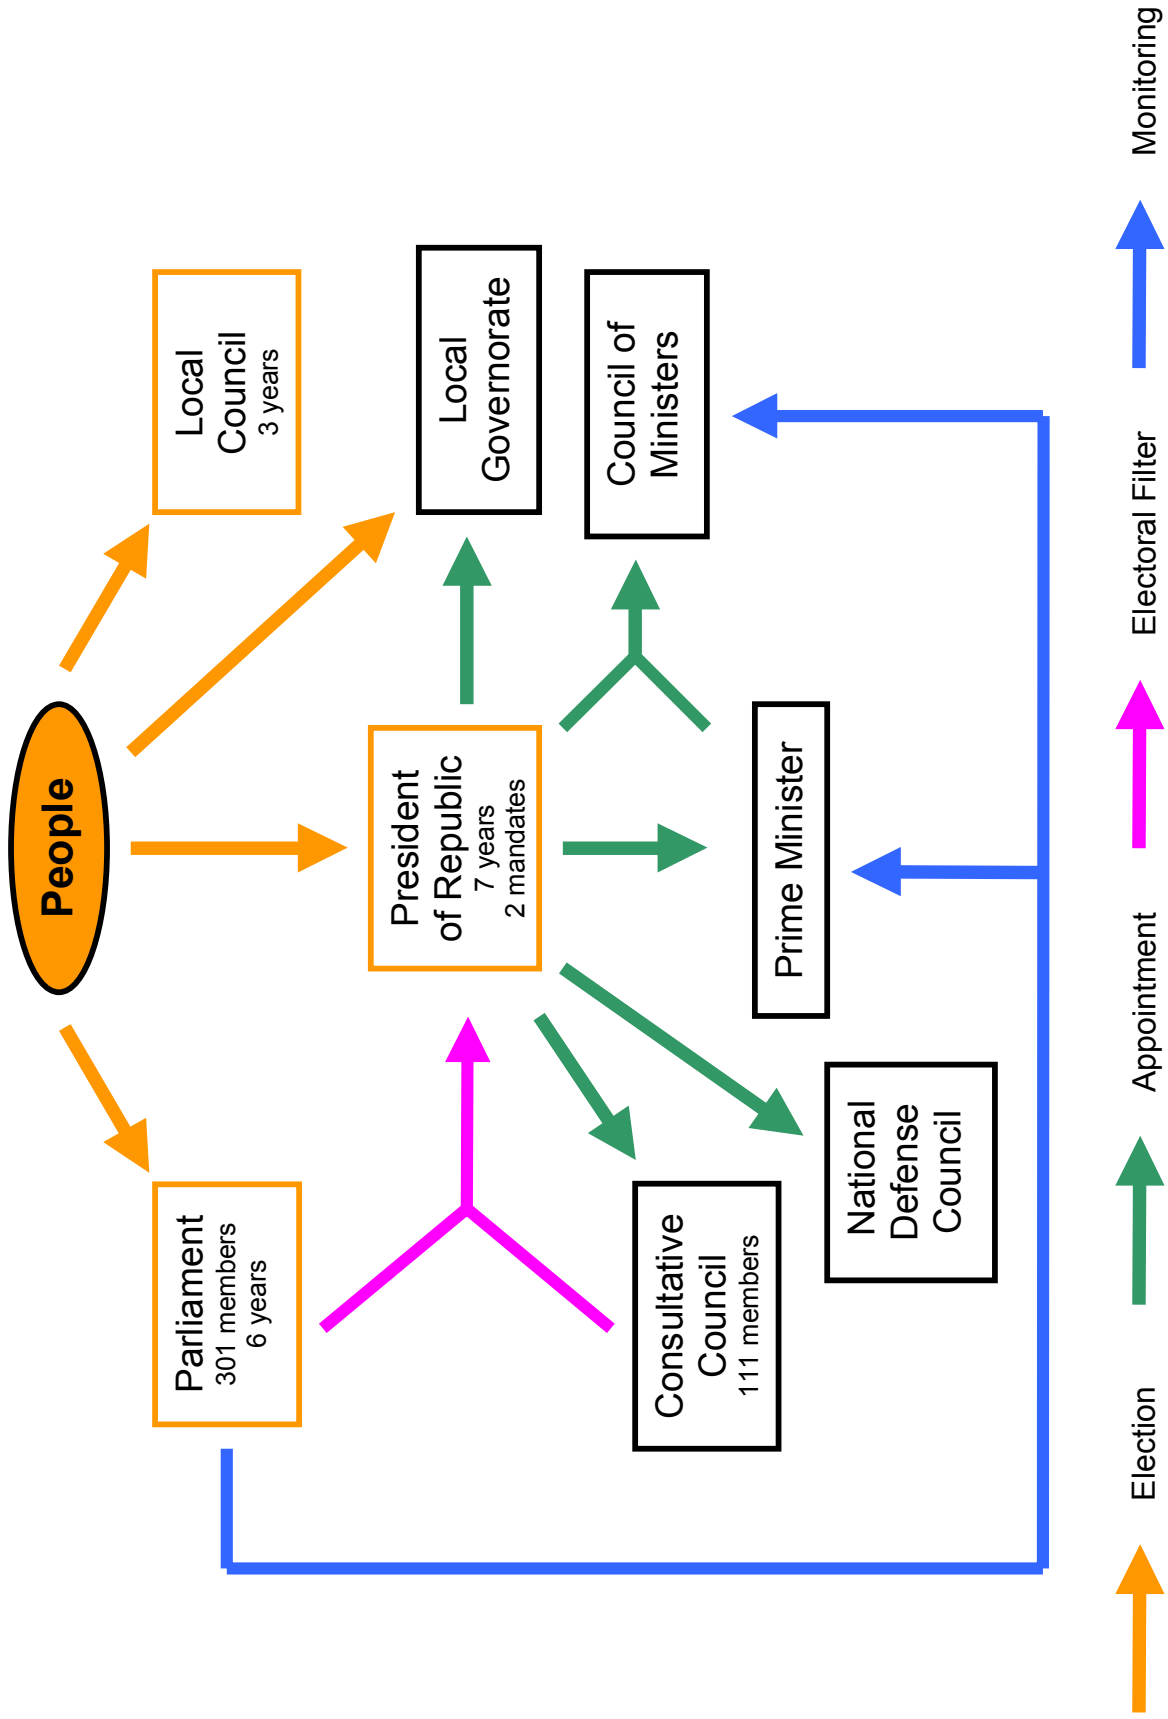 People
Parliament
301 members
6 years
Local
Council
3 years
President
of Republic
7 years
2 mandates
Local
Governorate
Consultative
Council
111 members
Council of
Ministers
Prime Minister
National
Defense
Council
Election
Appointment
Electoral Filter
Monitoring